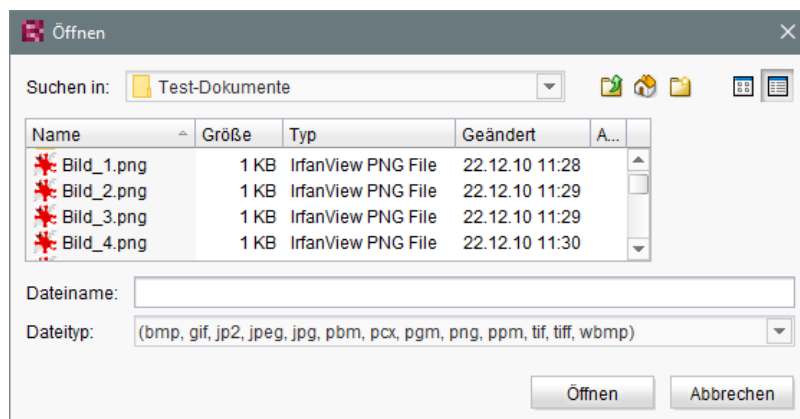 Öffnen
Suchen in: Test-Dokumente
Name Größe Typ Geändert A...
Bild_1.png 1 KB IrfanView PNG File 22.12.10 11:28
Bild_2.png 1 KB IrfanView PNG File 22.12.10 11:29
Bild_3.png 1 KB IrfanView PNG File 22.12.10 11:29
Bild_4.png 1 KB IrfanView PNG File 22.12.10 11:30
Dateiname:
Dateityp: (bmp, gif, jp2, jpeg, jpg, pbm, pcx, pgm, png, ppm, tif, tiff, wbmp)
Öffnen Abbrechen